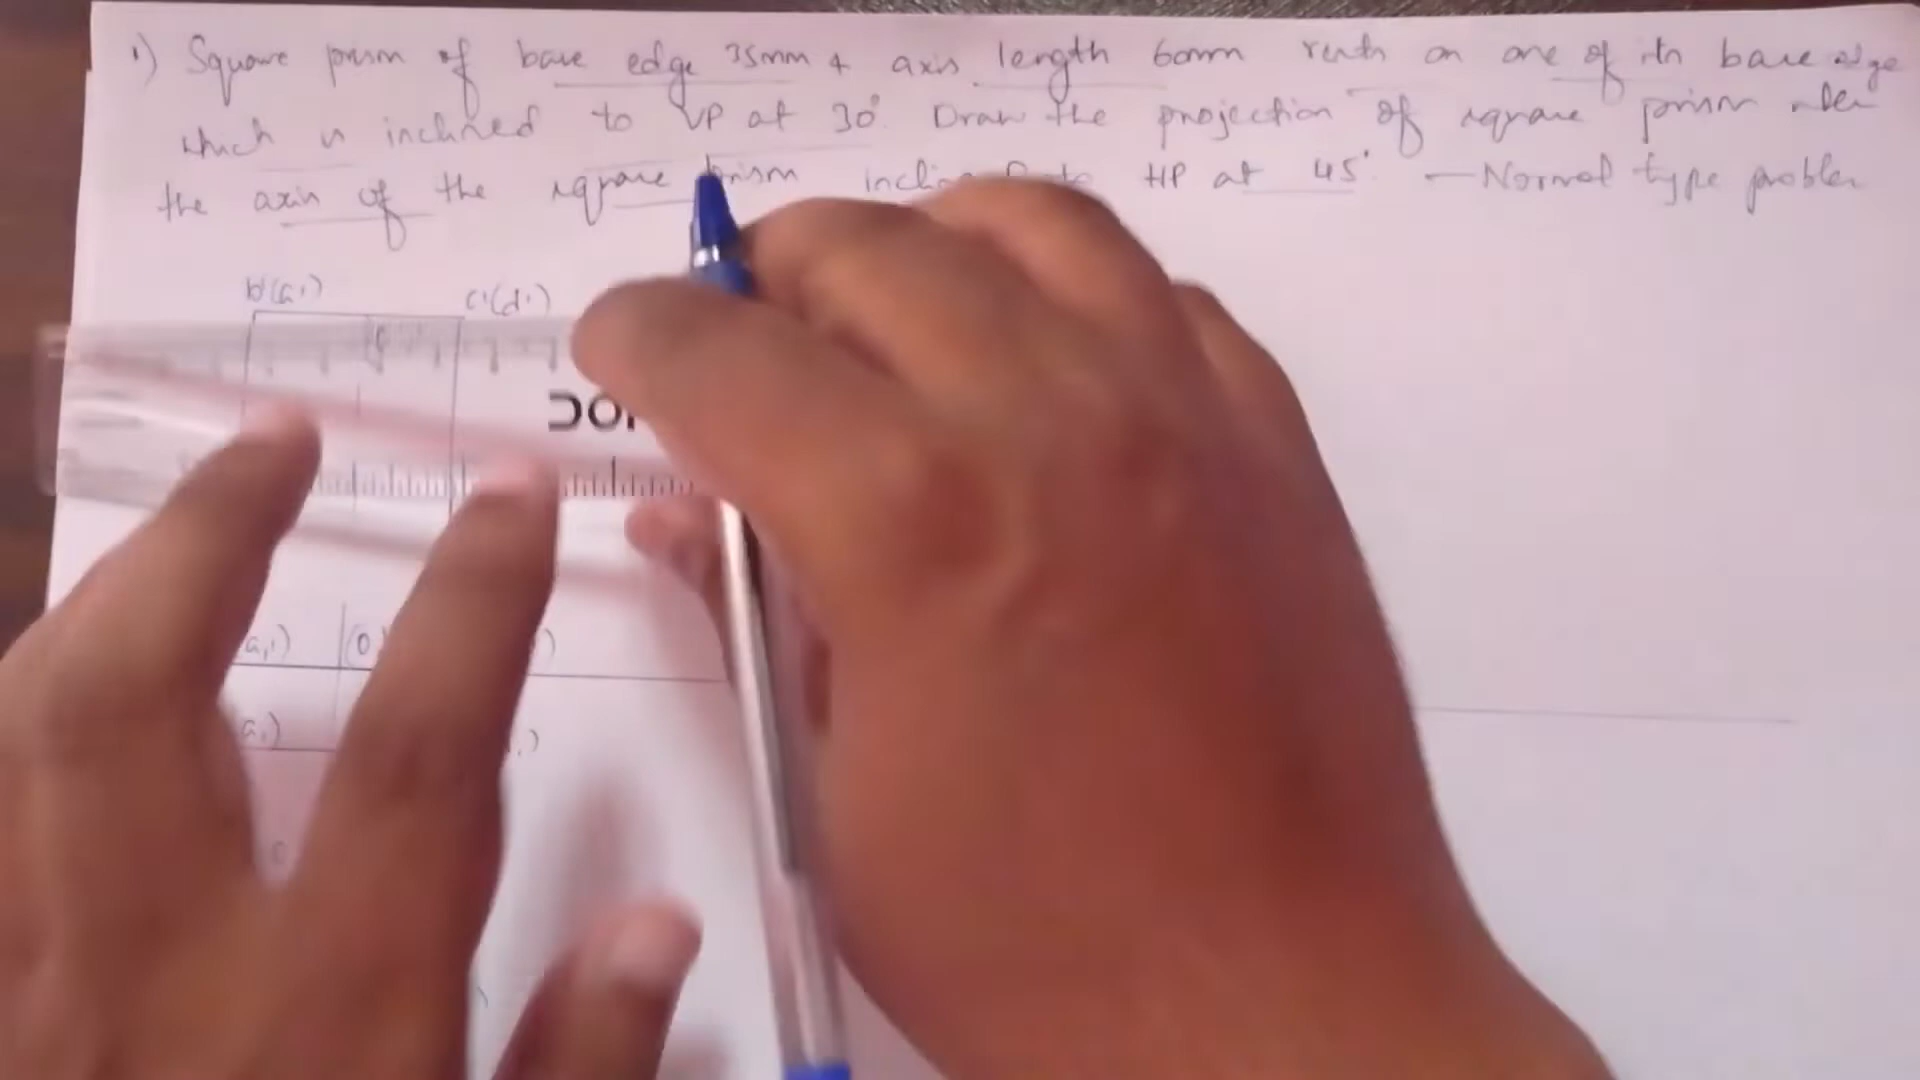 1) Square prism of base edge 35mm & axis length 60mm rests on one of its base edge
which is inclined to VP at 30° Draw the projection of square prism when
the axis of the square prism HP at 45° - Normal type problem
b'(a') c'(d')
DO
a,') (0,' )
a,) ,)
c